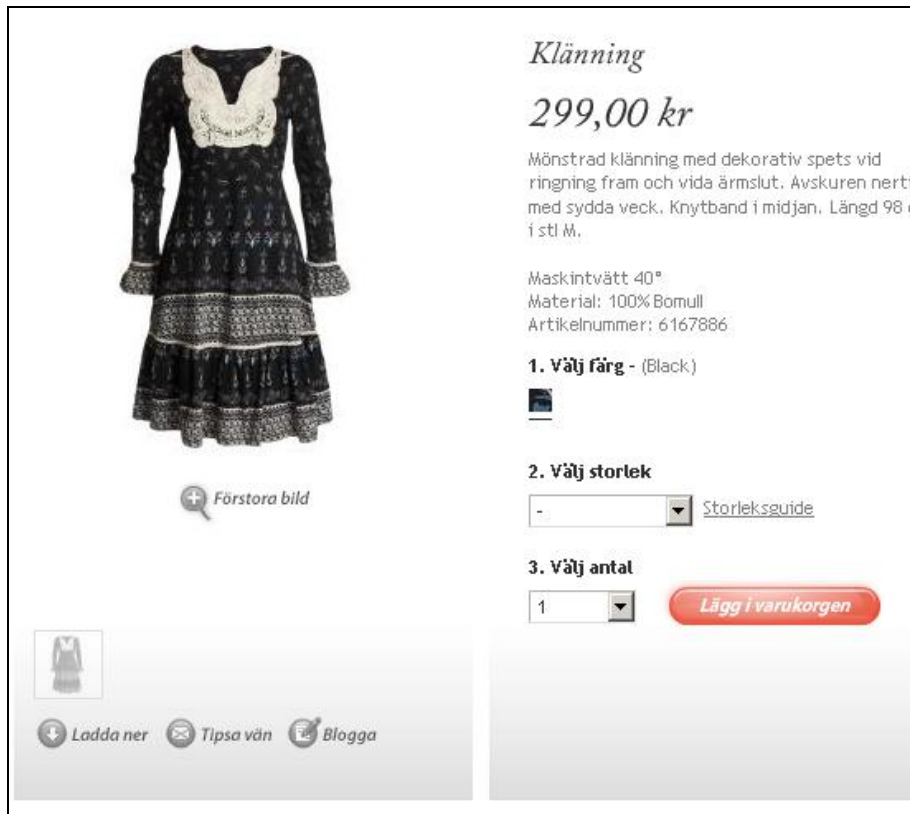 Klänning
299,00 kr
Mönstrad klänning med dekorativ spets vid
ringning fram och vida ärmslut. Avskuren
med sydda veck. Knytband i midjan. Längd 98
i stl M.
Maskintvätt 40°
Material: 100% Bomull
Artikelnummer: 6167886
1. Välj färg - (Black)
2. Välj storlek
-
Storleksguide
3. Välj antal
1
Lägg i varukorgen
Förstora bild
Ladda ner
Tipsa vän
Blogga